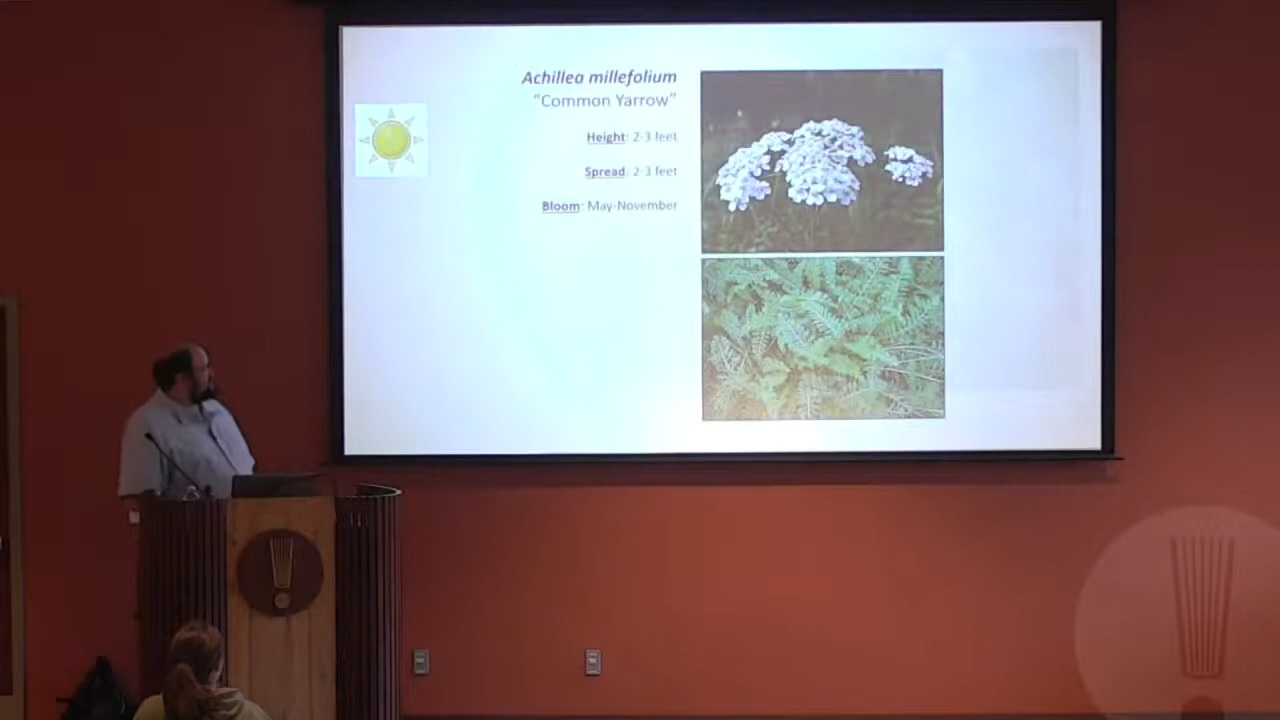 Achillea millefolium
"Common Yarrow"
Height: 2-3 feet
Spread: 2-3 feet
Bloom: May-November